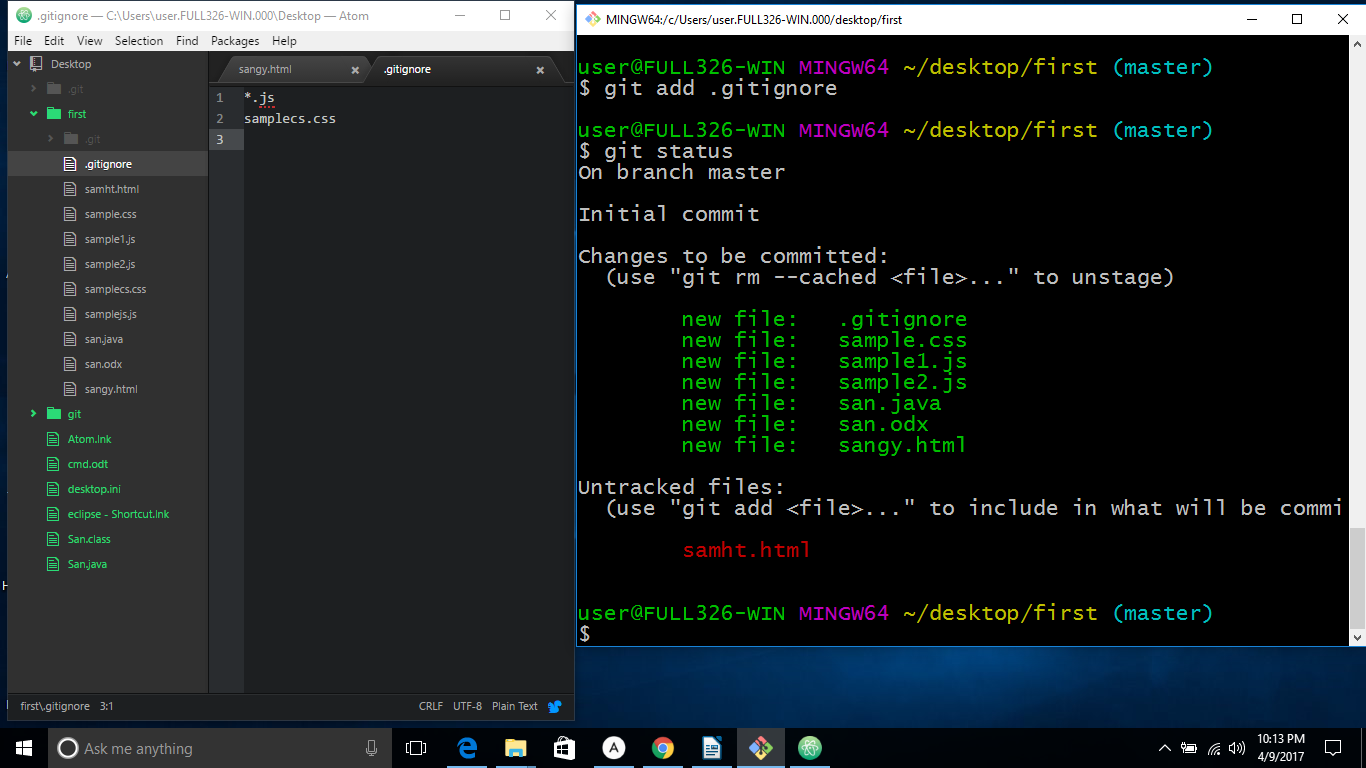 .gitignore — C:\Users\user.FULL326-WIN.000\Desktop — Atom
File Edit View Selection Find Packages Help
Desktop
.git
first
.git
.gitignore
samht.html
sample.css
sample1.js
sample2.js
samplecs.css
samplejs.js
san.java
san.odx
sangy.html
git
Atom.lnk
cmd.odt
desktop.ini
eclipse - Shortcut.lnk
San.class
San.java
sangy.html
.gitignore
1 *.js
2 samplecs.css
3
first\.gitignore 3:1
CRLF UTF-8 Plain Text
MINGW64:/c/Users/user.FULL326-WIN.000/desktop/first
user@FULL326-WIN MINGW64 ~/desktop/first (master)
$ git add .gitignore
user@FULL326-WIN MINGW64 ~/desktop/first (master)
$ git status
On branch master
Initial commit
Changes to be committed:
(use "git rm --cached <file>..." to unstage)
new file: .gitignore
new file: sample.css
new file: sample1.js
new file: sample2.js
new file: san.java
new file: san.odx
new file: sangy.html
Untracked files:
(use "git add <file>..." to include in what will be commi
samht.html
user@FULL326-WIN MINGW64 ~/desktop/first (master)
$
H
Ask me anything
A
10:13 PM
4/9/2017